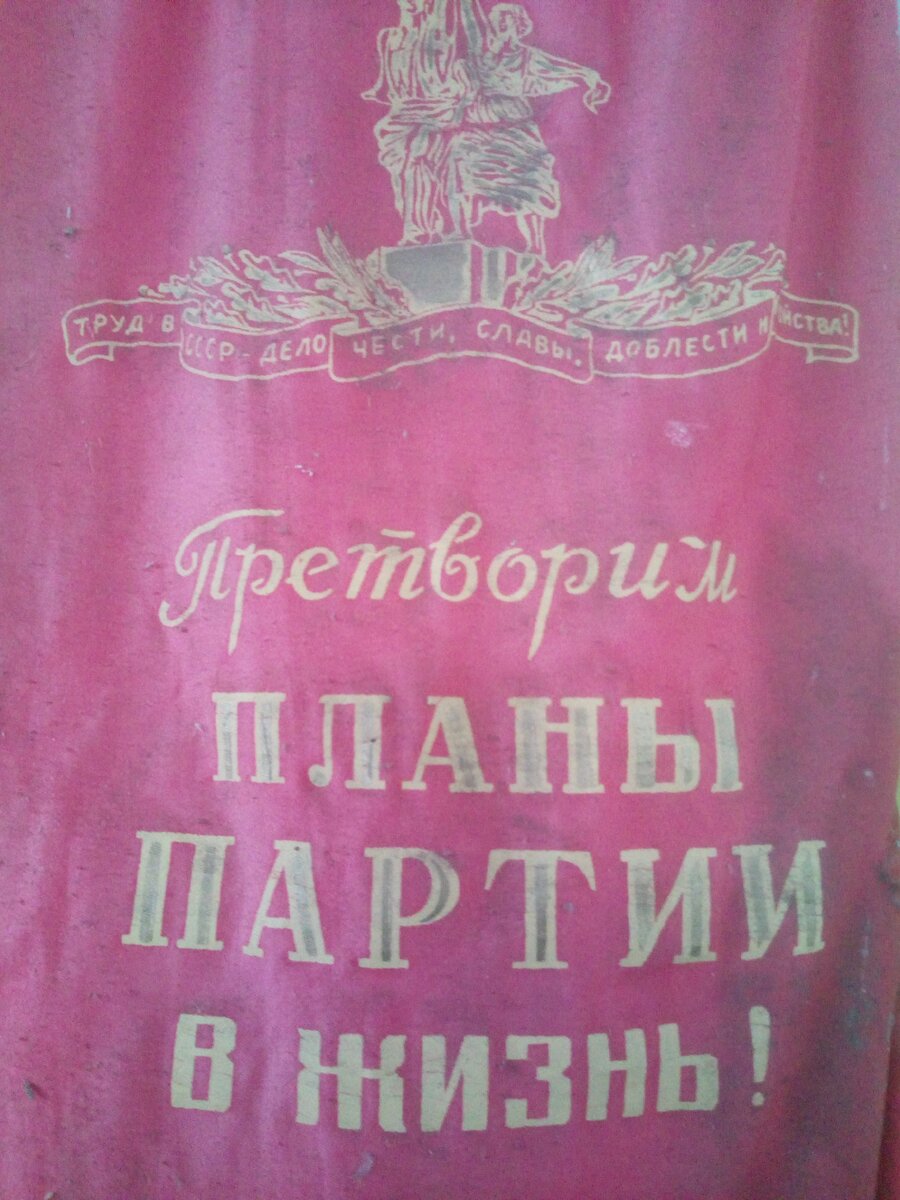 ТРУД В СССР - ДЕЛО ЧЕСТИ, СЛАВЫ, ДОБЛЕСТИ И
Претворим
ПЛАНЫ
ПАРТИИ
В ЖИЗНЬ!